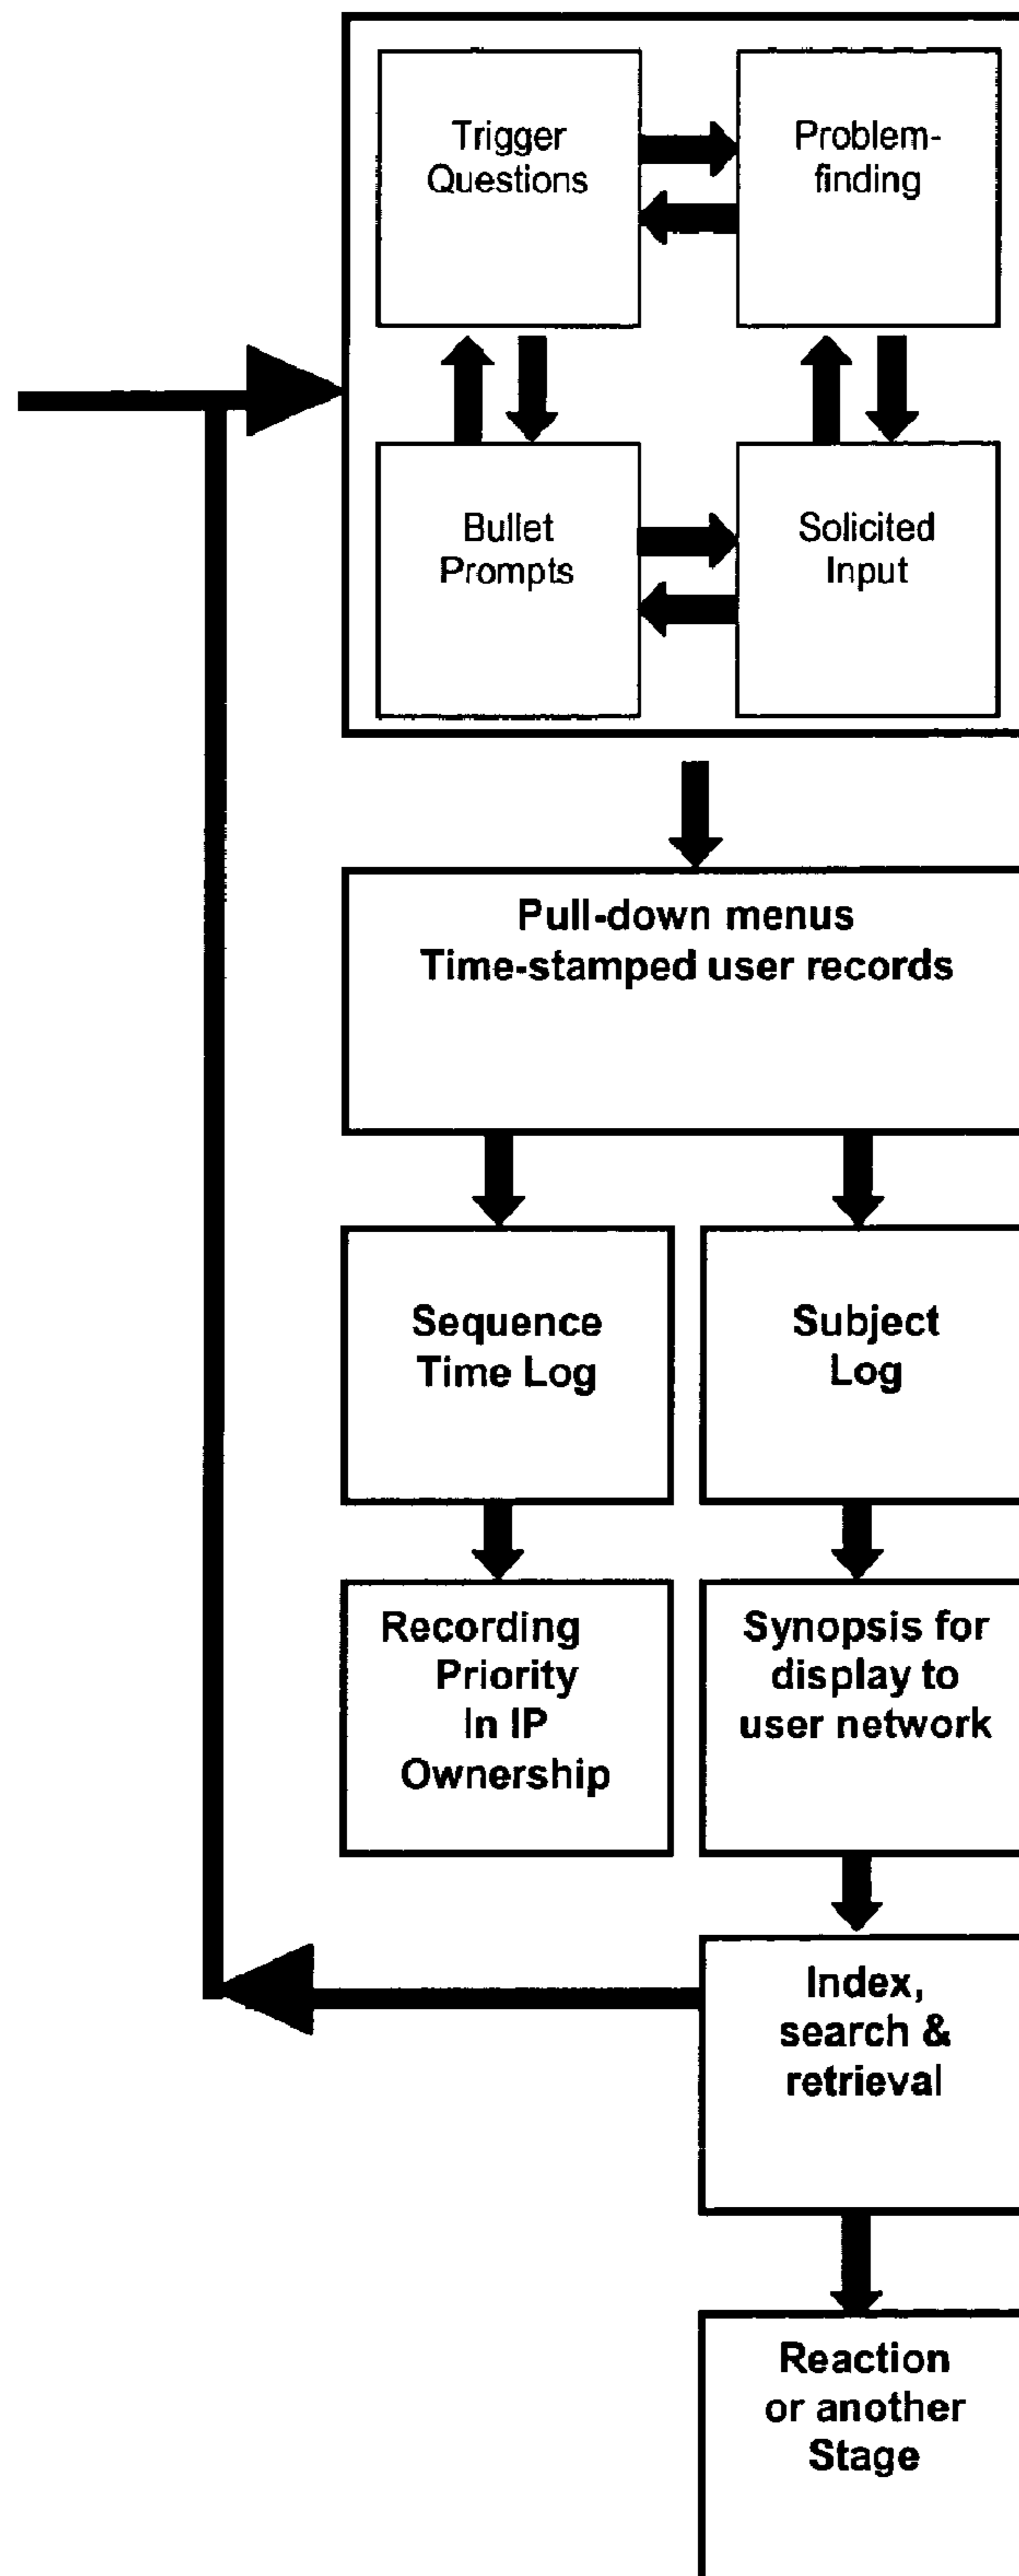 Trigger
Questions
Problem-
finding
Bullet
Prompts
Solicited
Input
Pull-down menus
Time-stamped user records
Sequence
Time Log
Subject
Log
Recording
Priority
In IP
Ownership
Synopsis for
display to
user network
Index,
search &
retrieval
Reaction
or another
Stage